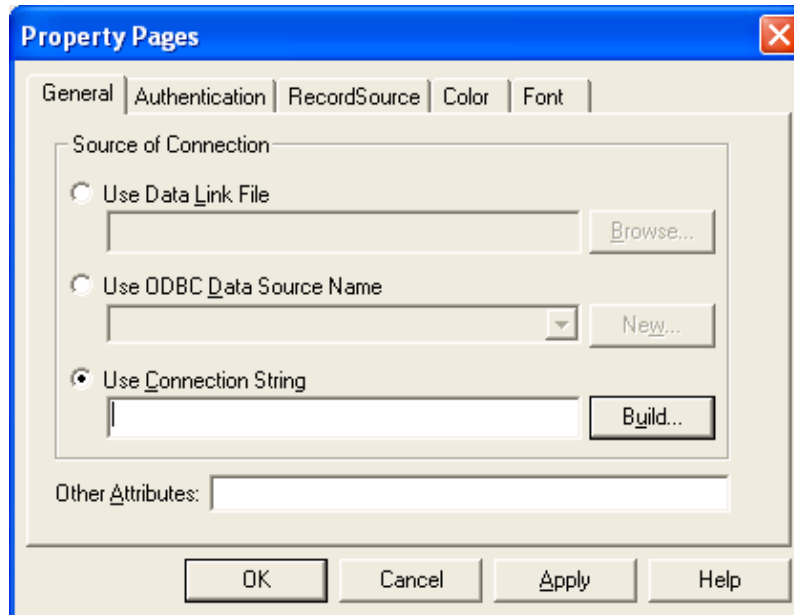 Property Pages
General Authentication RecordSource Color Font
Source of Connection
Use Data Link File
Browse...
Use ODBC Data Source Name
New...
Use Connection String
Build...
Other Attributes:
OK Cancel Apply Help